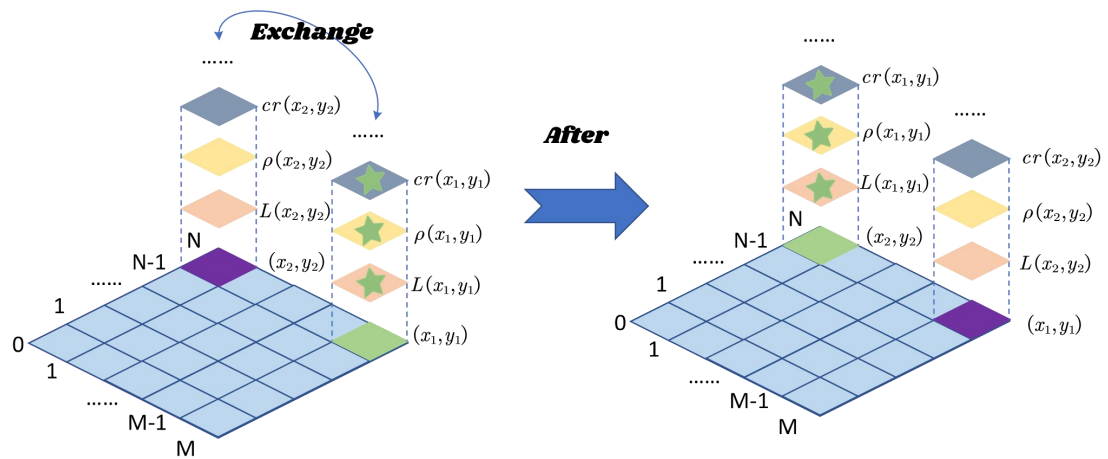 Exchange
......
cr(x₂,y₂)
ρ(x₂,y₂)
L(x₂,y₂)
N
N-1
(x₂,y₂)
......
1
0
1
......
M-1
M
......
cr(x₁,y₁)
ρ(x₁,y₁)
L(x₁,y₁)
(x₁,y₁)
After
......
cr(x₁,y₁)
ρ(x₁,y₁)
L(x₁,y₁)
N
N-1
(x₂,y₂)
......
1
0
1
......
M-1
M
......
cr(x₂,y₂)
ρ(x₂,y₂)
L(x₂,y₂)
(x₁,y₁)